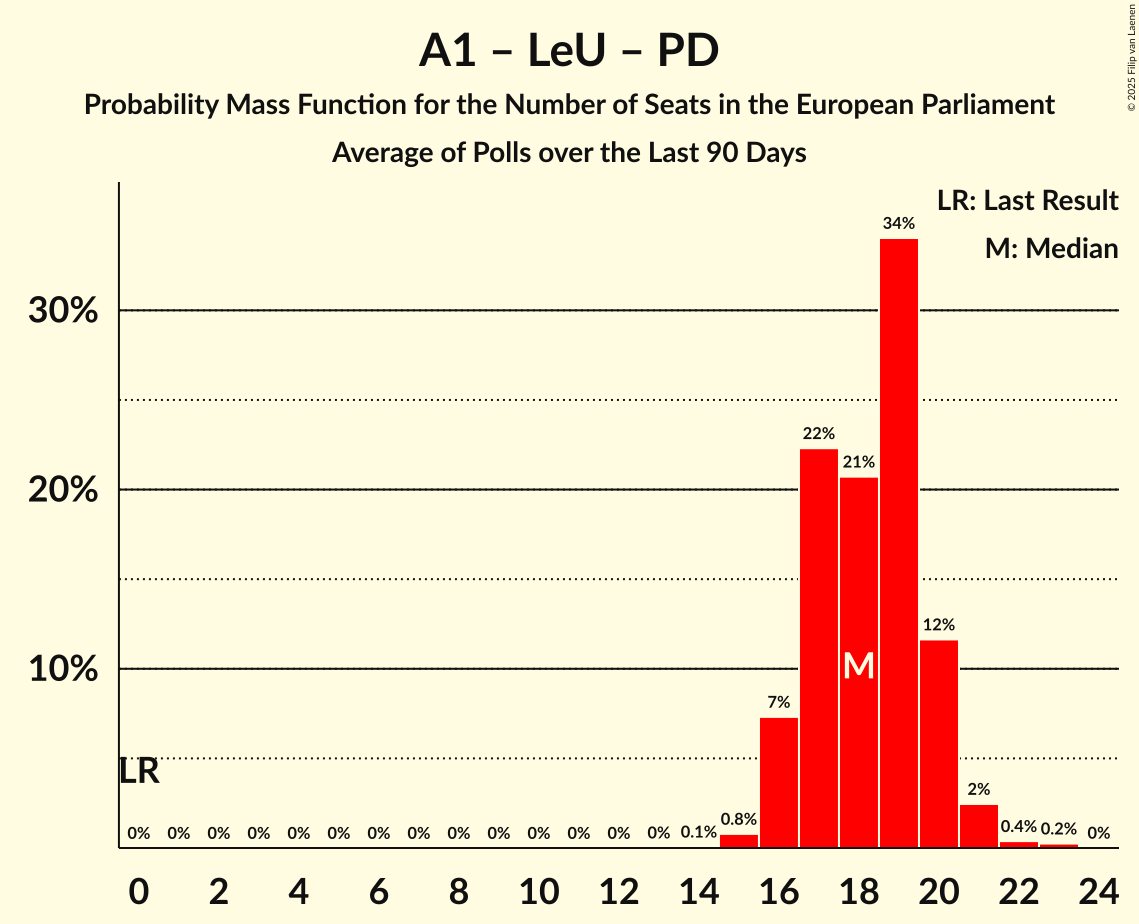 A1 – LeU – PD
Probability Mass Function for the Number of Seats in the European Parliament
Average of Polls over the Last 90 Days
© 2025 Filip van Laenen
LR: Last Result
M: Median
34%
30%
22%
21%
20%
12%
10%
M
7%
LR
2%
0% 0% 0% 0% 0% 0% 0% 0% 0% 0% 0% 0% 0% 0% 0.1% 0.8% 0.4% 0.2% 0%
0 2 4 6 8 10 12 14 16 18 20 22 24